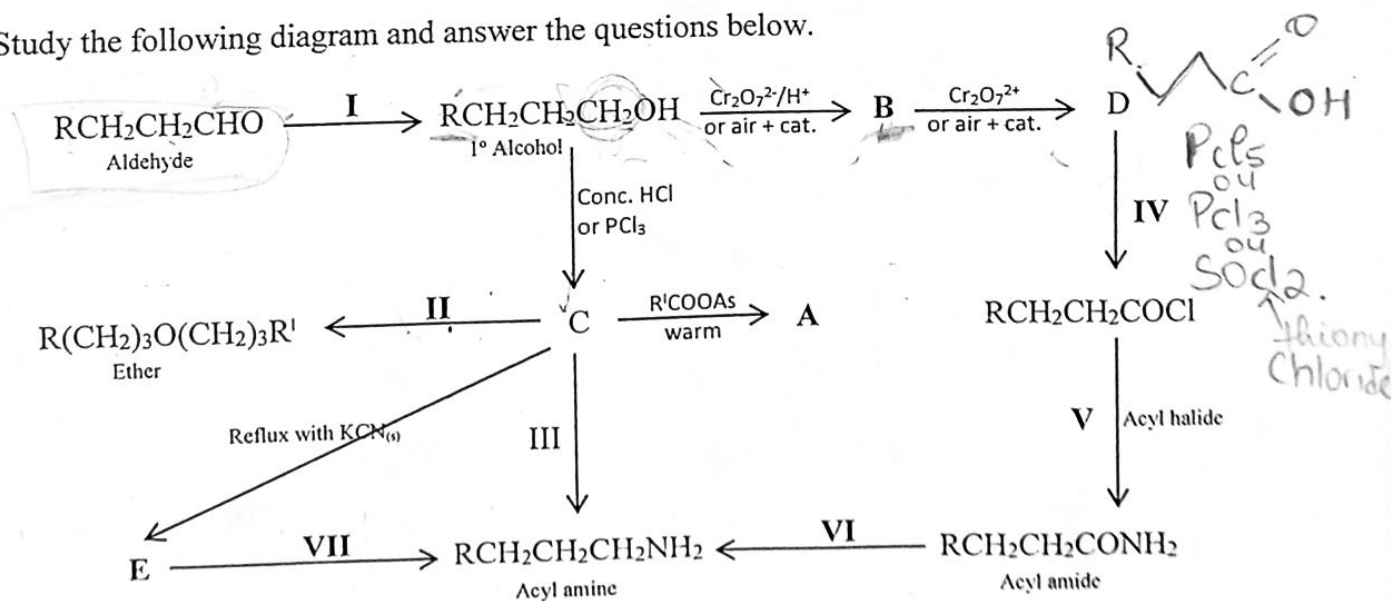 Study the following diagram and answer the questions below.
RCH₂CH₂CHO
Aldehyde
I
RCH₂CH₂CH₂OH
1° Alcohol
Cr₂O₇²⁻/H⁺
or air + cat.
B
Cr₂O₇²⁺
or air + cat.
D
R
C
O
OH
Conc. HCl
or PCl₃
IV
PCl5
ou
PCl3
ou
SOCl2.
thiony
Chloride
R(CH₂)₃O(CH₂)₃Rᴵ
Ether
II
C
RᴵCOOAs
warm
A
RCH₂CH₂COCl
Reflux with KCN₍ₛ₎
III
V
Acyl halide
E
VII
RCH₂CH₂CH₂NH₂
Acyl amine
VI
RCH₂CH₂CONH₂
Acyl amide